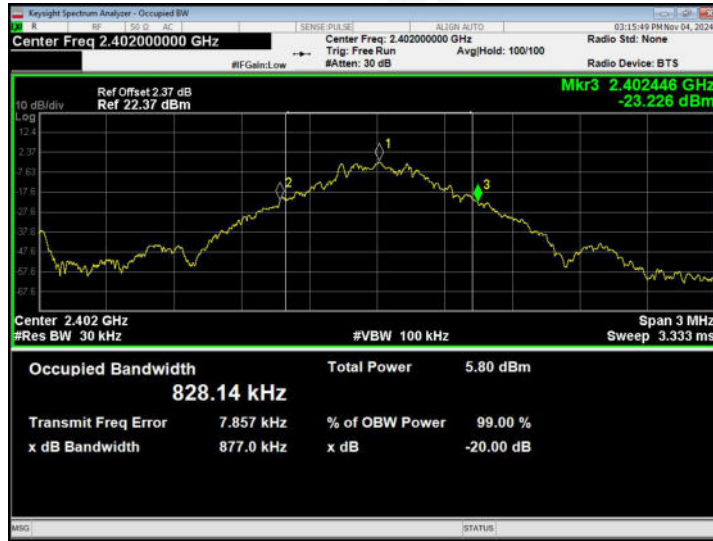 Keysight Spectrum Analyzer - Occupied BW
LXI R RF 50 Ω AC SENSE:PULSE ALIGN AUTO 03:15:49 PM Nov 04, 2024
Center Freq 2.402000000 GHz
Center Freq: 2.402000000 GHz
Radio Std: None
Trig: Free Run Avg|Hold: 100/100
#IFGain:Low #Atten: 30 dB Radio Device: BTS
Mkr3 2.402446 GHz
-23.226 dBm
Ref Offset 2.37 dB
10 dB/div Ref 22.37 dBm
Log
12.4
2.37
-7.63
-17.6
-27.6
-37.6
-47.6
-57.6
-67.6
1
2
3
Center 2.402 GHz Span 3 MHz
#Res BW 30 kHz #VBW 100 kHz Sweep 3.333 ms
Occupied Bandwidth Total Power 5.80 dBm
828.14 kHz
Transmit Freq Error 7.857 kHz % of OBW Power 99.00 %
x dB Bandwidth 877.0 kHz x dB -20.00 dB
MSG STATUS